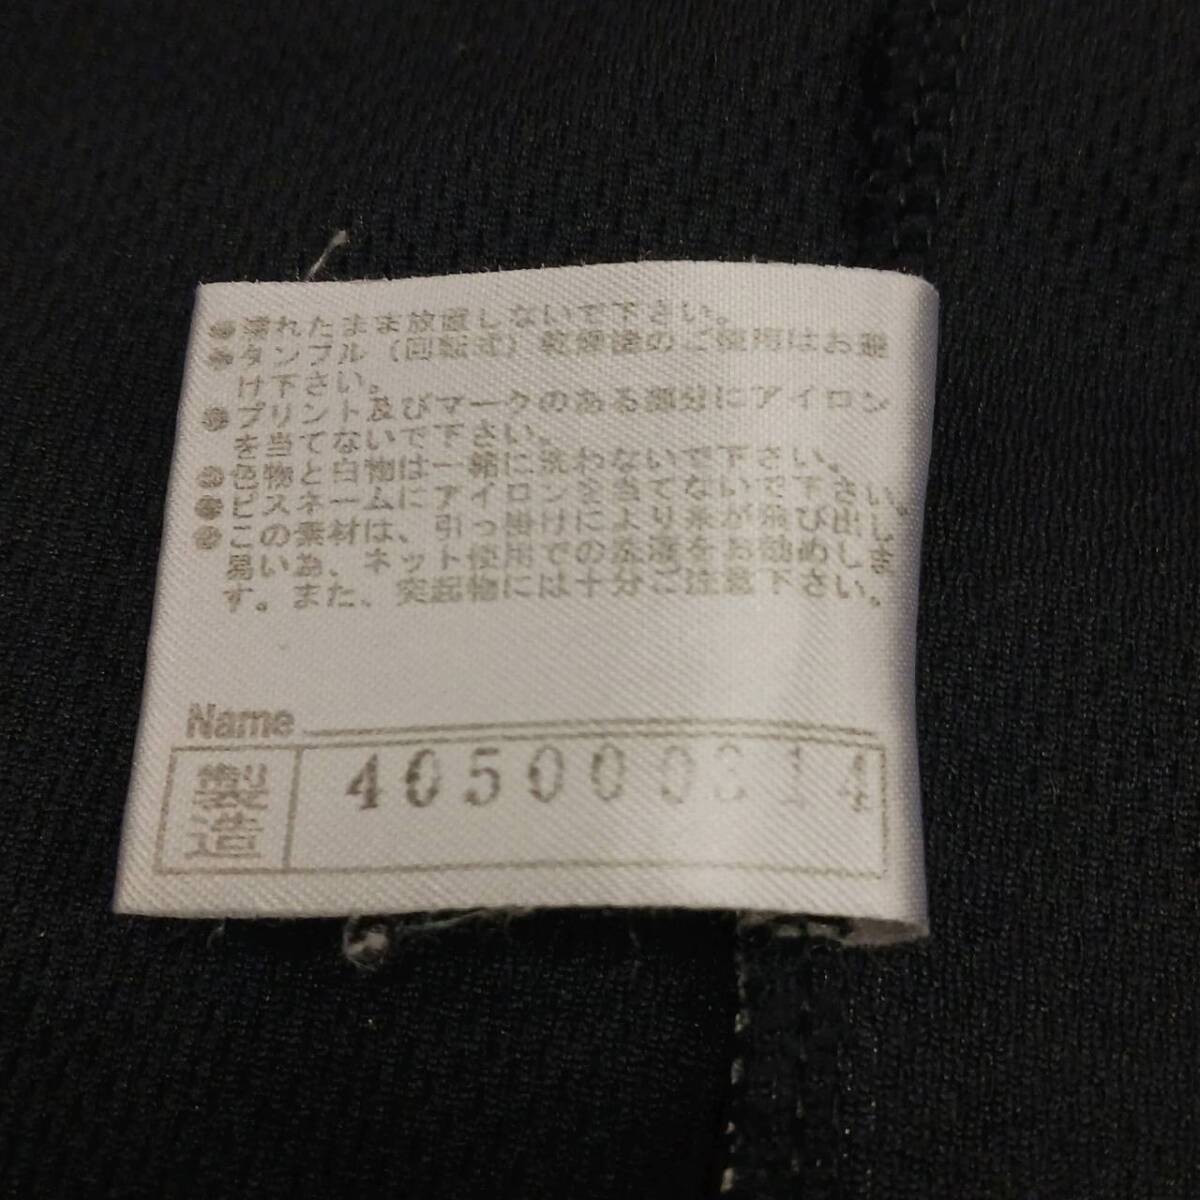 ●濡れたまま放置しないで下さい。
●タンブル（回転式）乾燥機のご使用はお避
け下さい。
●プリント及びマークのある部分にアイロン
を当てないで下さい。
●色物と白物は一緒に洗わないで下さい。
●ピスネームにアイロンを当てないで下さい。
●この素材は、引っ掛けにより糸が飛び出し
易い為、ネット使用での洗濯をお勧めしま
す。また、突起物には十分ご注意下さい。
Name
製造 405000314